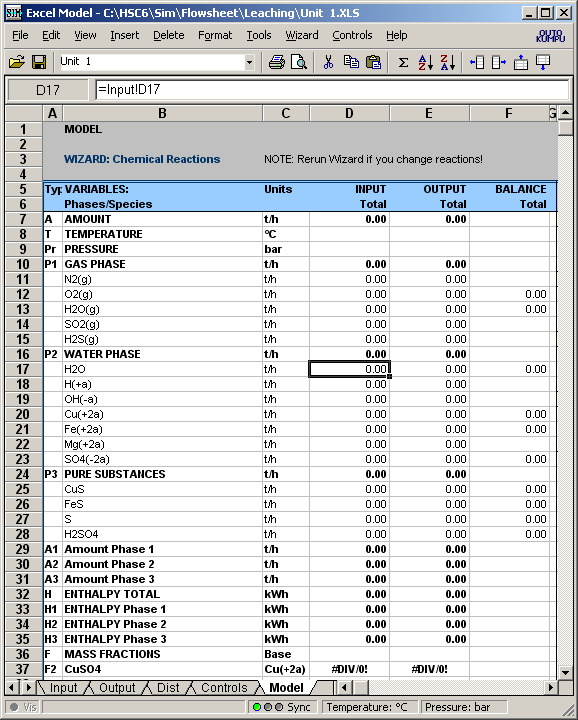 Excel Model - C:\HSC6\Sim\Flowsheet\Leaching\Unit 1.XLS
File Edit View Insert Delete Format Tools Wizard Controls Help OUTO KUMPU
Unit 1
D17 =Input!D17
A B C D E F G
1 MODEL
2
3 WIZARD: Chemical Reactions NOTE: Rerun Wizard if you change reactions!
4
5 Typ VARIABLES: Units INPUT OUTPUT BALANCE
6 Phases/Species Total Total Total
7 A AMOUNT t/h 0.00 0.00
8 T TEMPERATURE °C
9 Pr PRESSURE bar
10 P1 GAS PHASE t/h 0.00 0.00
11 N2(g) t/h 0.00 0.00
12 O2(g) t/h 0.00 0.00 0.00
13 H2O(g) t/h 0.00 0.00 0.00
14 SO2(g) t/h 0.00 0.00
15 H2S(g) t/h 0.00 0.00
16 P2 WATER PHASE t/h 0.00 0.00
17 H2O t/h 0.00 0.00 0.00
18 H(+a) t/h 0.00 0.00
19 OH(-a) t/h 0.00 0.00
20 Cu(+2a) t/h 0.00 0.00 0.00
21 Fe(+2a) t/h 0.00 0.00 0.00
22 Mg(+2a) t/h 0.00 0.00
23 SO4(-2a) t/h 0.00 0.00 0.00
24 P3 PURE SUBSTANCES t/h 0.00 0.00
25 CuS t/h 0.00 0.00 0.00
26 FeS t/h 0.00 0.00 0.00
27 S t/h 0.00 0.00 0.00
28 H2SO4 t/h 0.00 0.00 0.00
29 A1 Amount Phase 1 t/h 0.00 0.00
30 A2 Amount Phase 2 t/h 0.00 0.00
31 A3 Amount Phase 3 t/h 0.00 0.00
32 H ENTHALPY TOTAL kWh 0.00 0.00
33 H1 ENTHALPY Phase 1 kWh 0.00 0.00
34 H2 ENTHALPY Phase 2 kWh 0.00 0.00
35 H3 ENTHALPY Phase 3 kWh 0.00 0.00
36 F MASS FRACTIONS Base
37 F2 CuSO4 Cu(+2a) #DIV/0! #DIV/0!
Input Output Dist Controls Model
Vis Sync Temperature: °C Pressure: bar